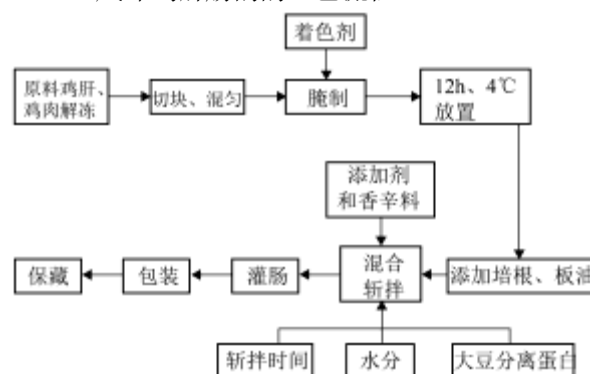 着色剂
原料鸡肝、
鸡肉解冻
切块、混匀
腌制
12h、4℃
放置
添加剂
和香辛料
保藏
包装
灌肠
混合
斩拌
添加培根、板油
斩拌时间
水分
大豆分离蛋白